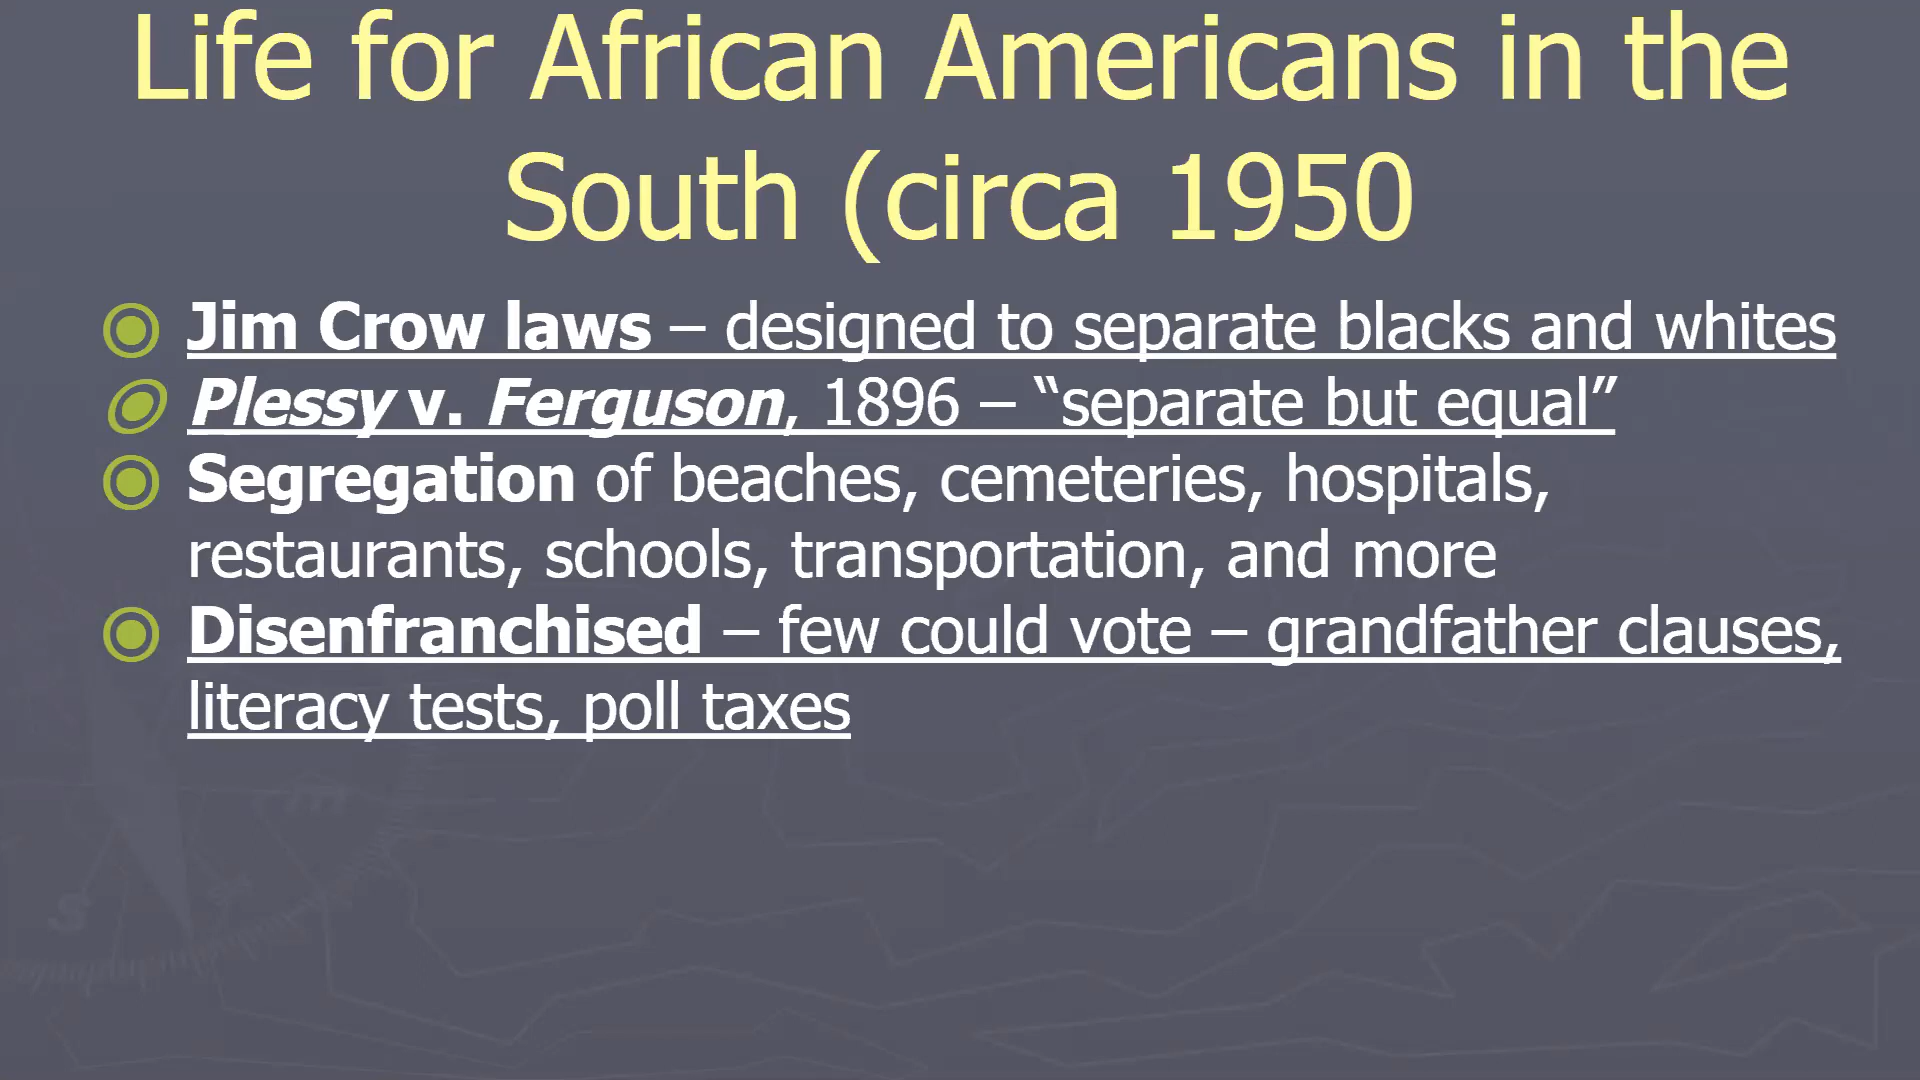 Life for African Americans in the
South (circa 1950
Jim Crow laws – designed to separate blacks and whites
Plessy v. Ferguson, 1896 – “separate but equal”
Segregation of beaches, cemeteries, hospitals,
restaurants, schools, transportation, and more
Disenfranchised – few could vote – grandfather clauses,
literacy tests, poll taxes